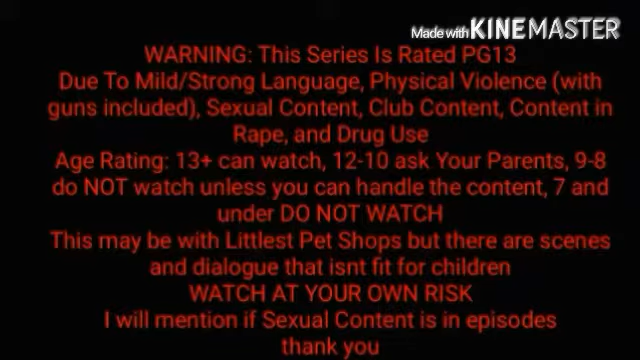 Made with KINEMASTER
WARNING: This Series Is Rated PG13
Due To Mild/Strong Language, Physical Violence (with
guns included), Sexual Content, Club Content, Content in
Rape, and Drug Use
Age Rating: 13+ can watch, 12-10 ask Your Parents, 9-8
do NOT watch unless you can handle the content, 7 and
under DO NOT WATCH
This may be with Littlest Pet Shops but there are scenes
and dialogue that isnt fit for children
WATCH AT YOUR OWN RISK
I will mention if Sexual Content is in episodes
thank you